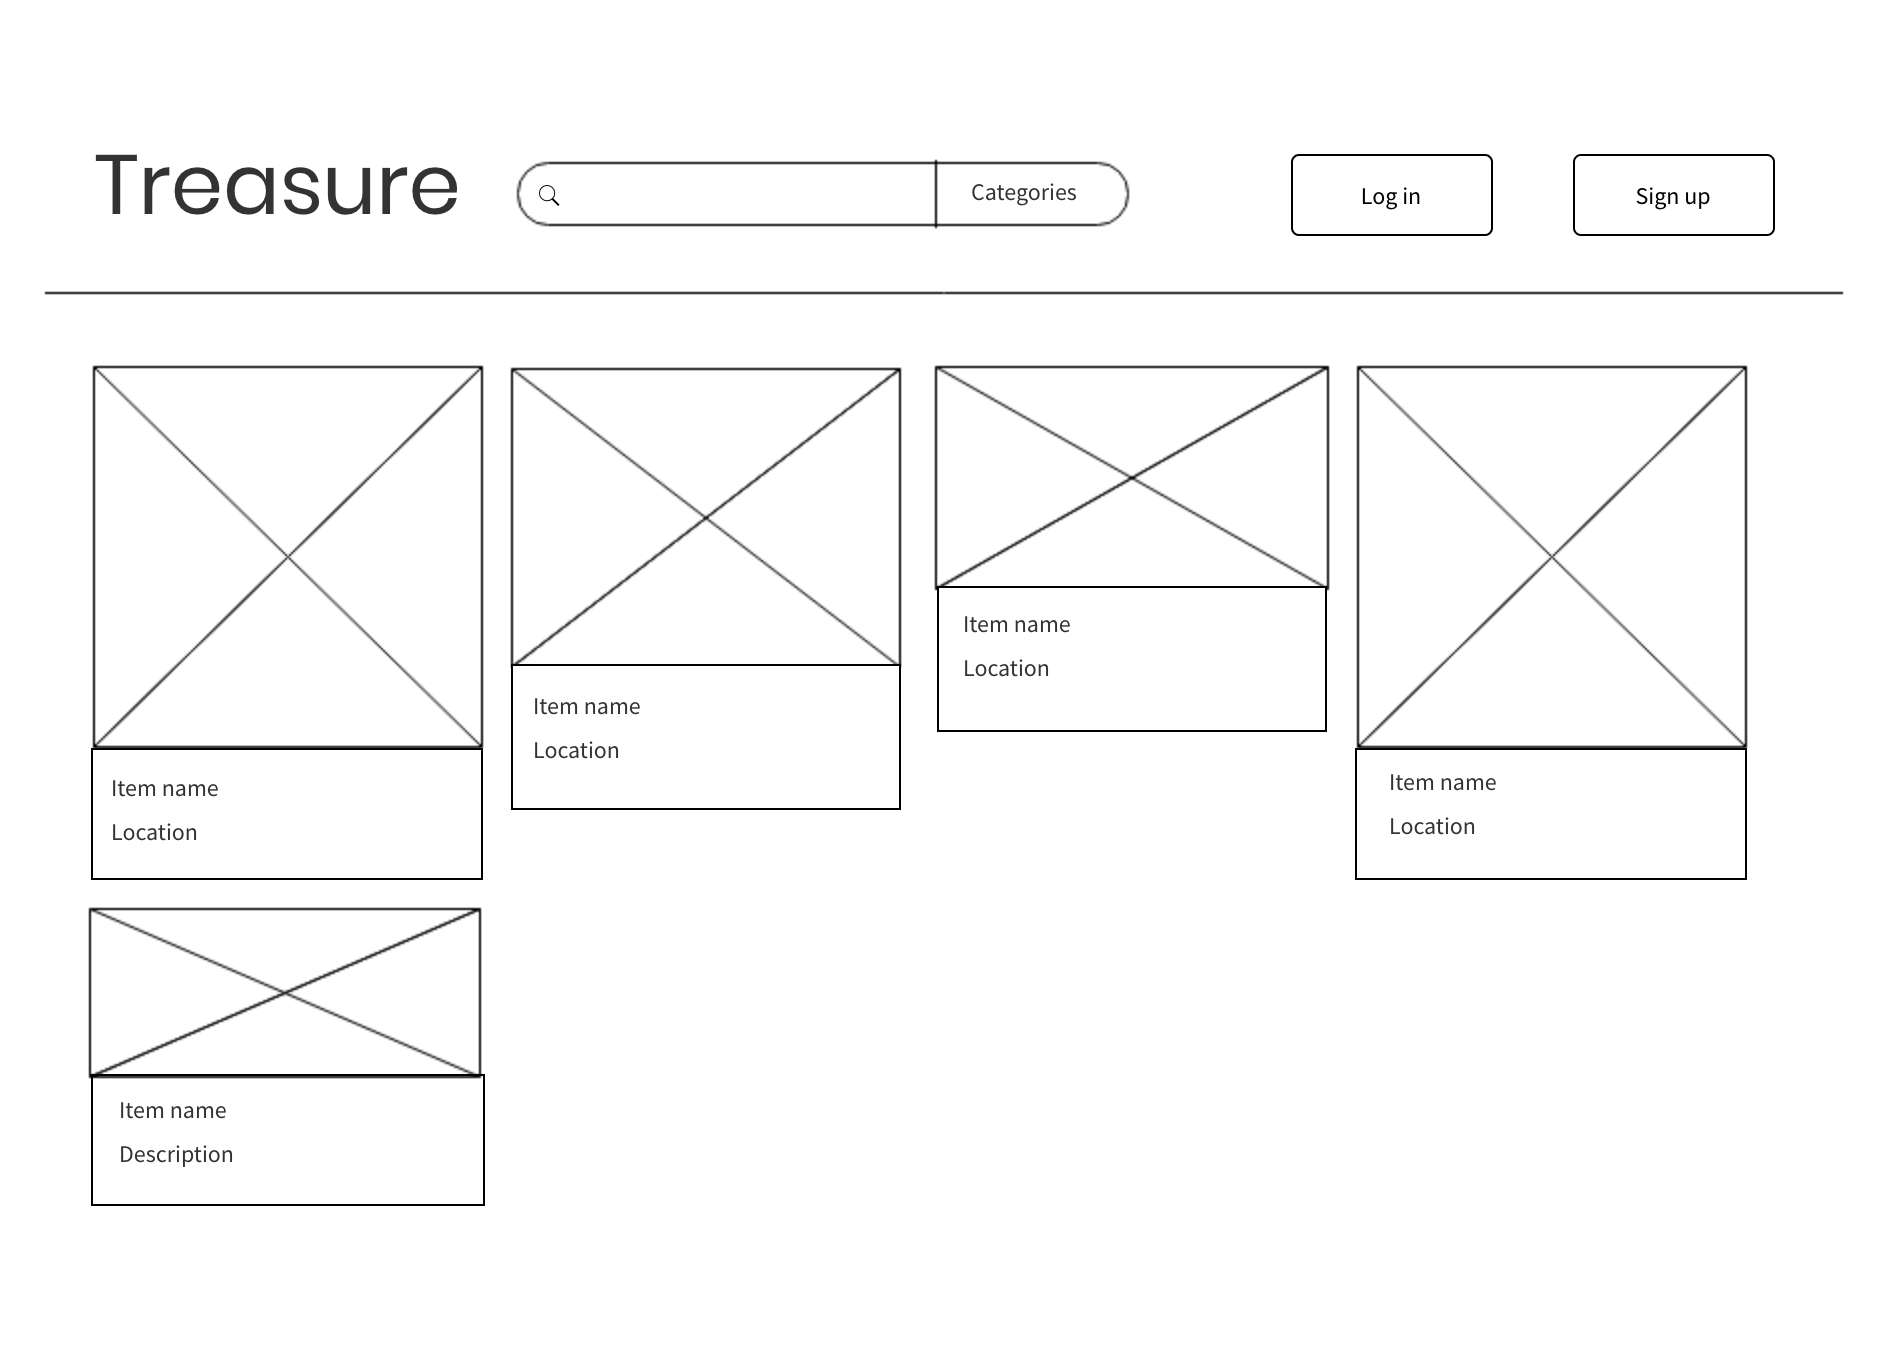 Treasure
Categories
Log in
Sign up
Item name
Location
Item name
Location
Item name
Location
Item name
Location
Item name
Description